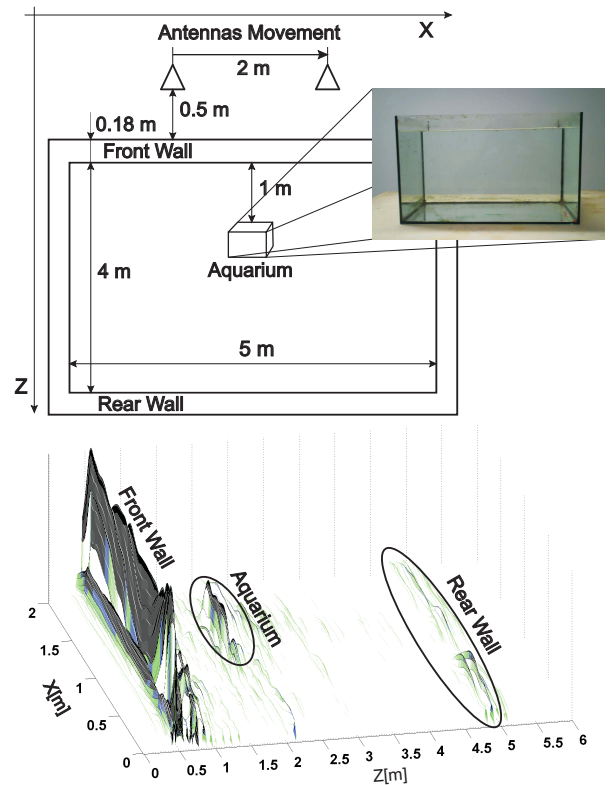 X
Antennas Movement
2 m
0.5 m
0.18 m
Front Wall
1 m
Aquarium
4 m
5 m
Z
Rear Wall
Front Wall
Aquarium
Rear Wall
2
1.5
1
0.5
0
X[m]
0 0.5 1 1.5 2 2.5 3 3.5 4 4.5 5 5.5 6
Z[m]